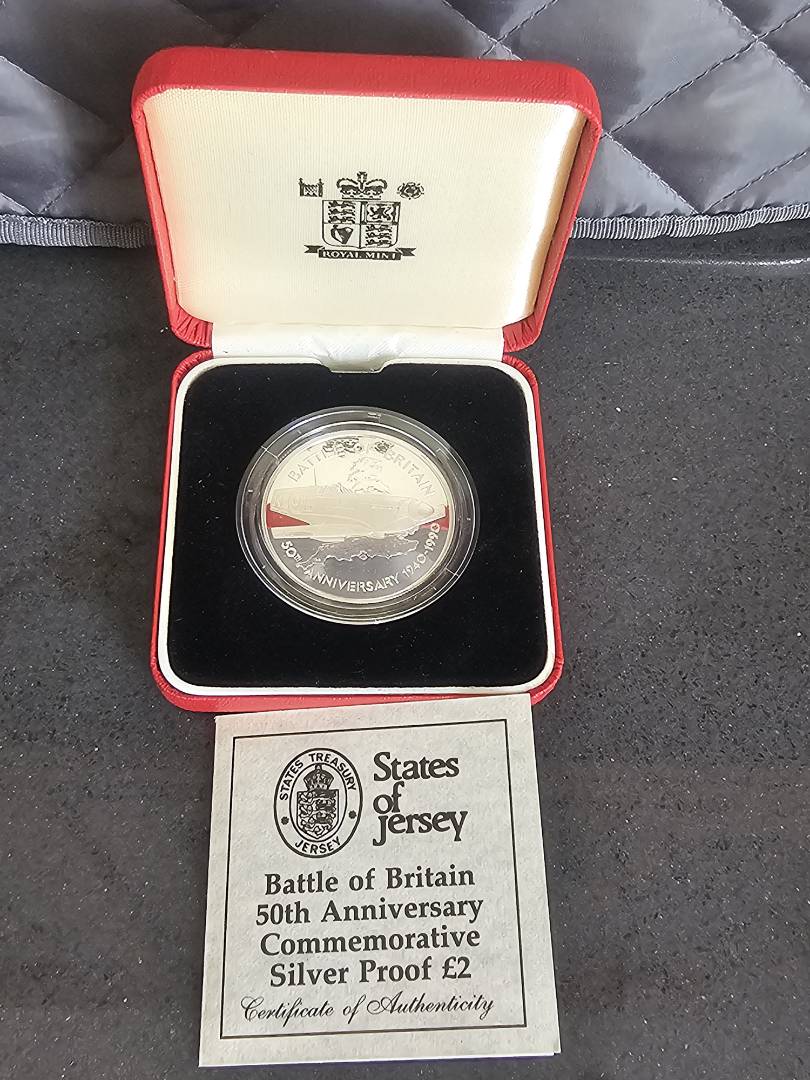 ROYAL MINT
BATTLE OF BRITAIN
50TH ANNIVERSARY 1940-1990
STATES TREASURY
JERSEY
States
of
Jersey
Battle of Britain
50th Anniversary
Commemorative
Silver Proof £2
Certificate of Authenticity